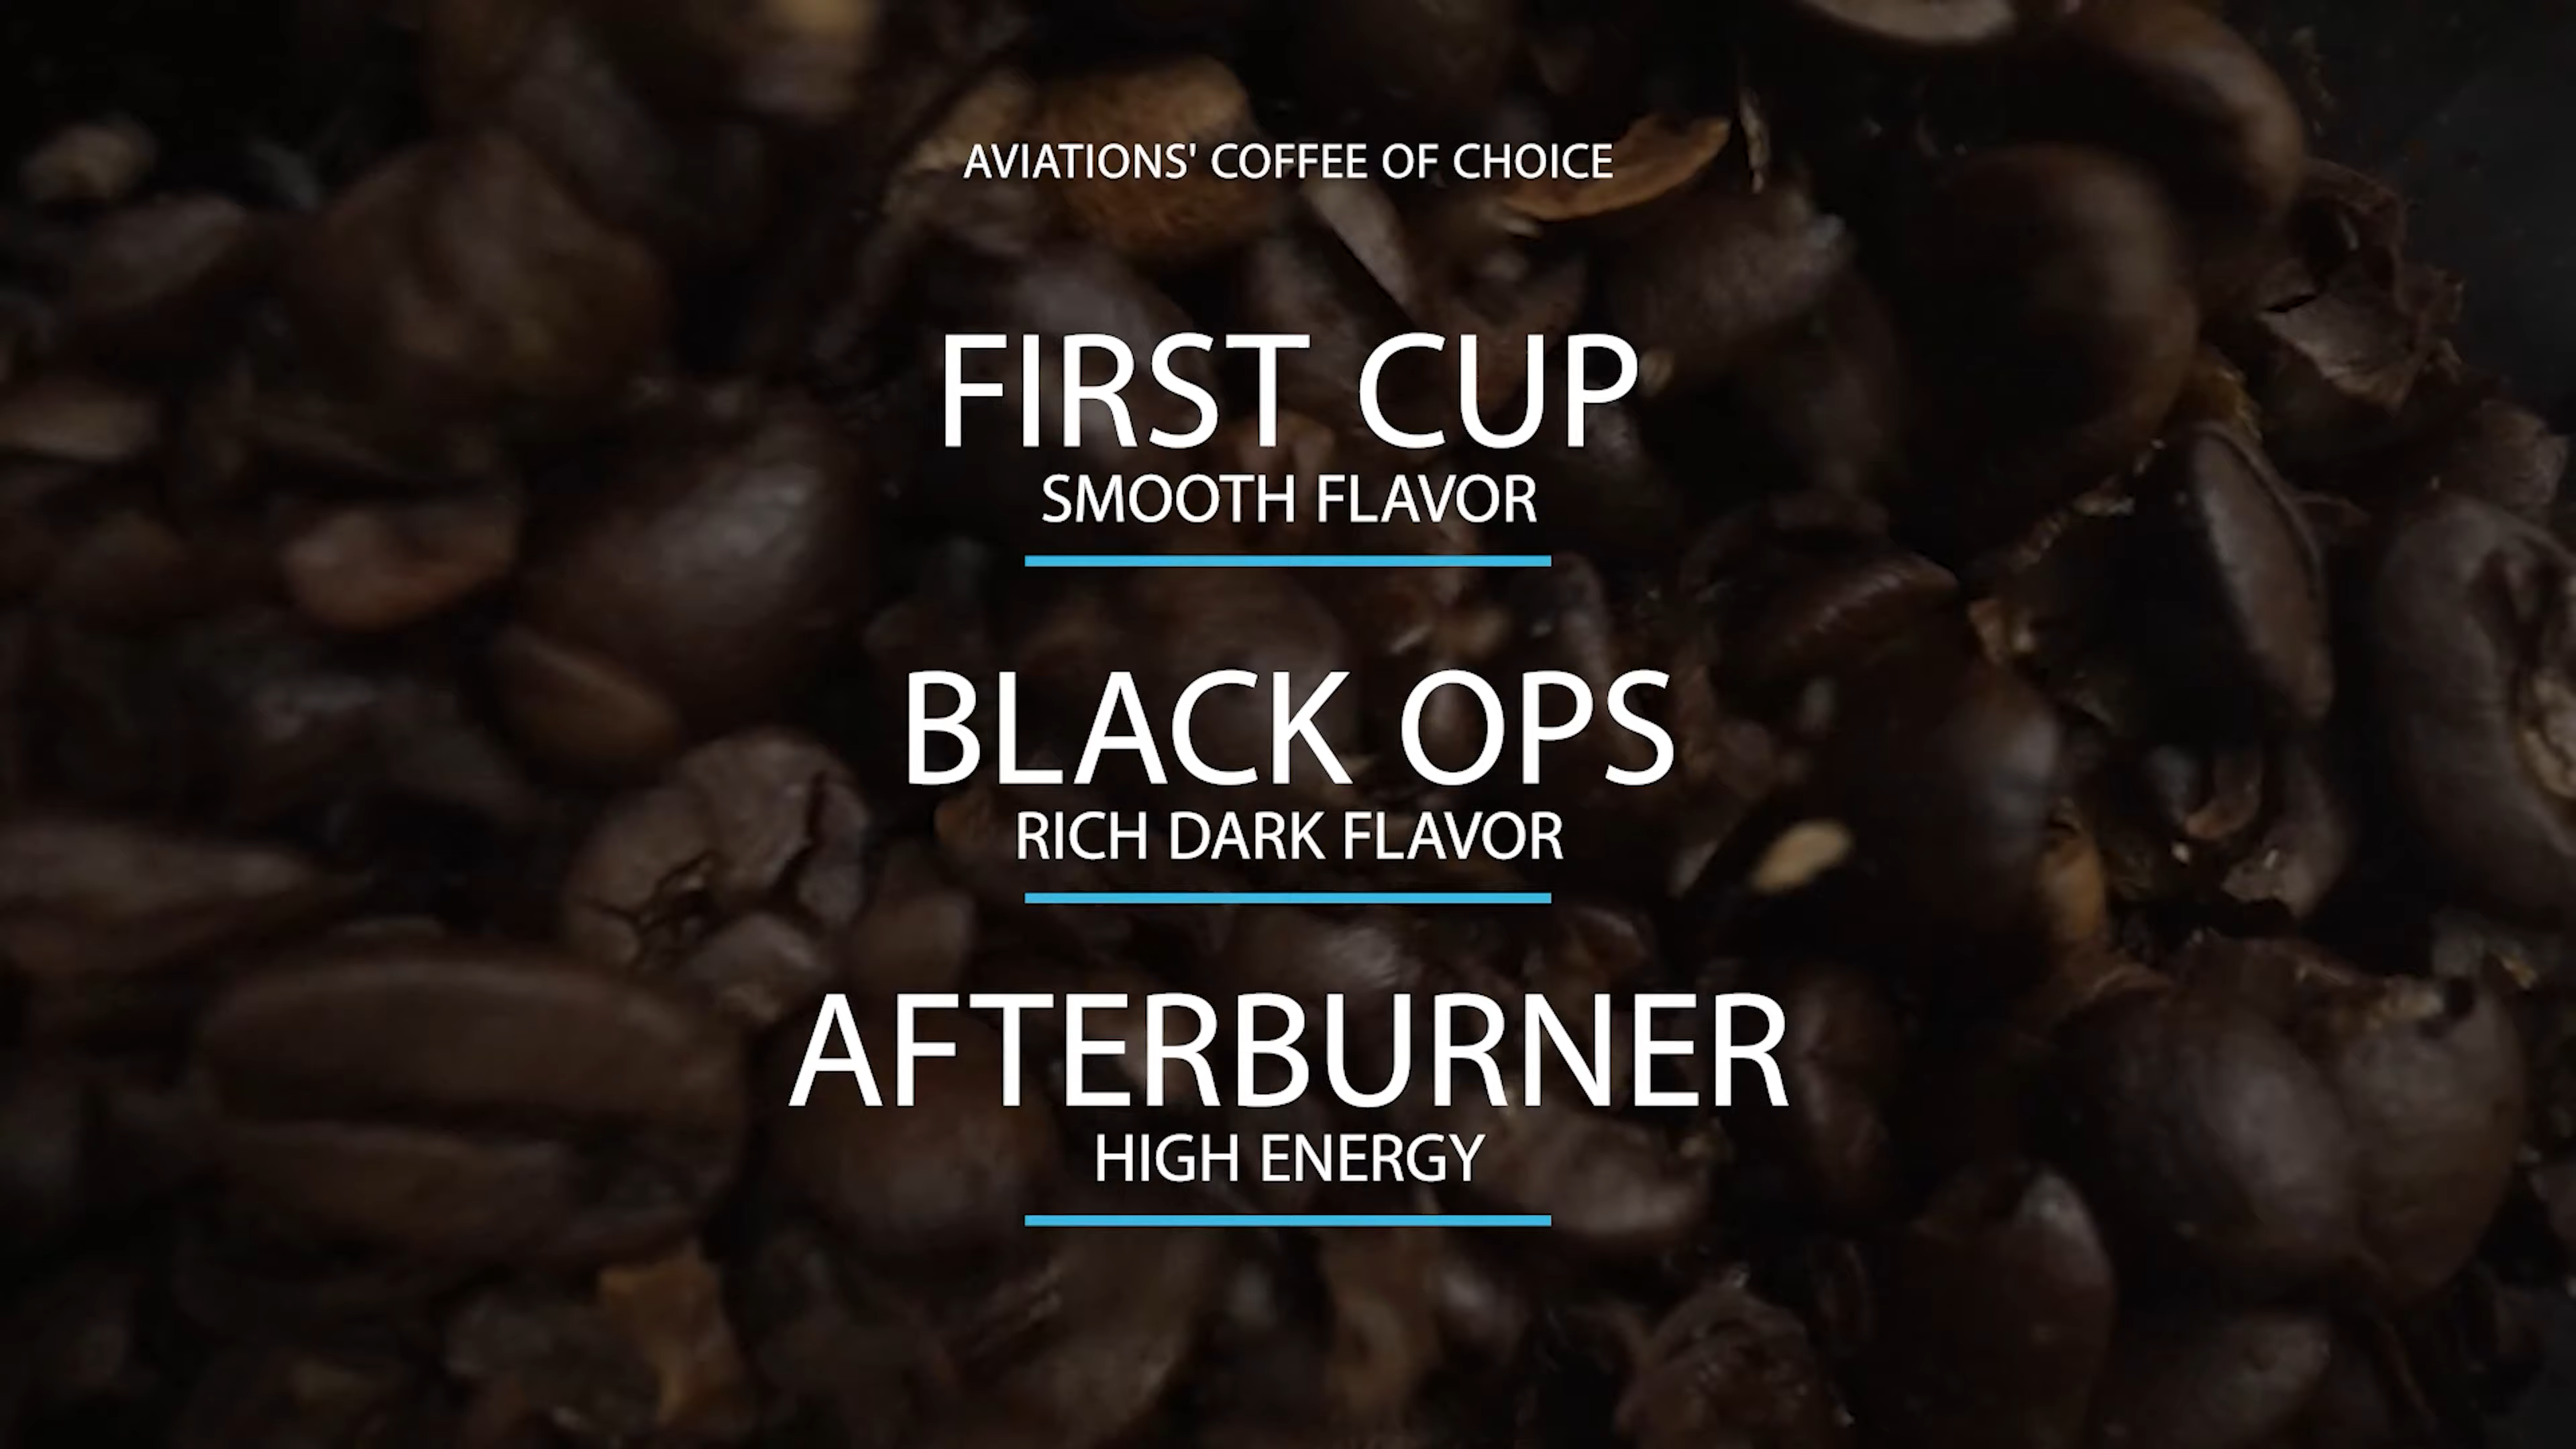 AVIATIONS' COFFEE OF CHOICE
FIRST CUP
SMOOTH FLAVOR
BLACK OPS
RICH DARK FLAVOR
AFTERBURNER
HIGH ENERGY